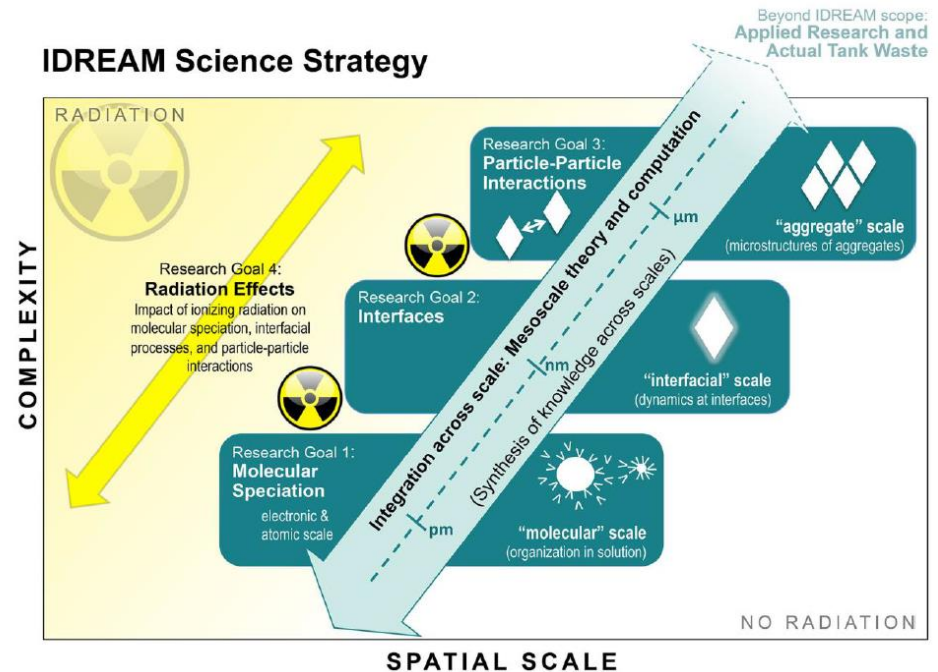 Beyond IDREAM scope:
Applied Research and
Actual Tank Waste
IDREAM Science Strategy
RADIATION
Research Goal 3:
Particle-Particle
Interactions
"aggregate" scale
(microstructures of aggregates)
Research Goal 4:
Radiation Effects
Impact of ionizing radiation on
molecular speciation, interfacial
processes, and particle-particle
interactions
Research Goal 2:
Interfaces
"interfacial" scale
(dynamics at interfaces)
Research Goal 1:
Molecular
Speciation
electronic &
atomic scale
"molecular" scale
(organization in solution)
Integration across scale: Mesoscale theory and computation
(Synthesis of knowledge across scales)
μm
nm
pm
NO RADIATION
COMPLEXITY
SPATIAL SCALE